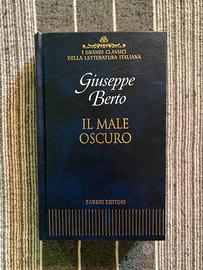 I GRANDI CLASSICI
DELLA LETTERATURA ITALIANA
Giuseppe
Berto
IL MALE
OSCURO
FABBRI EDITORI